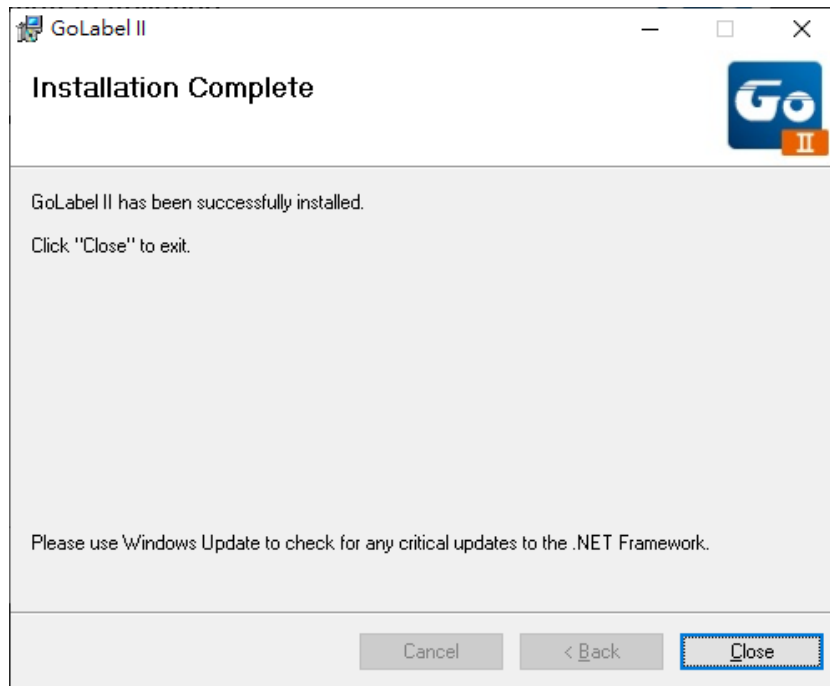 GoLabel II
Installation Complete
Go
II
GoLabel II has been successfully installed.
Click "Close" to exit.
Please use Windows Update to check for any critical updates to the .NET Framework.
Cancel
< Back
Close